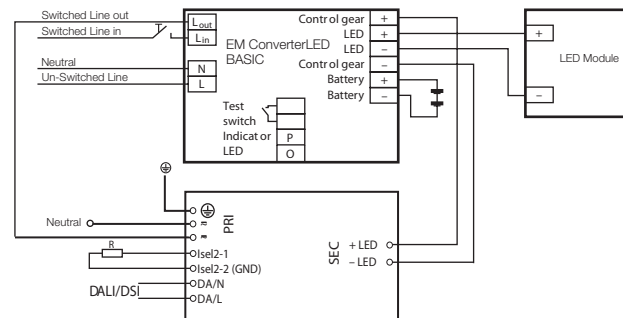 Switched Line out
Switched Line in
Neutral
Un-Switched Line
Lout
Lin
N
L
EM ConverterLED
BASIC
Test
switch
Indicator
LED
P
O
Control gear +
LED +
LED –
Control gear –
Battery +
Battery –
+
–
LED Module
Neutral
PRI
R
Isel2-1
Isel2-2 (GND)
DALI/DSI
DA/N
DA/L
SEC
+ LED
– LED